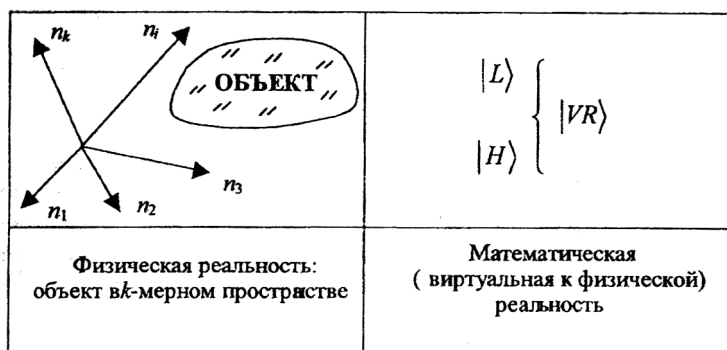 n_k
n_i
ОБЪЕКТ
n_3
n_1
n_2
|L⟩
|VR⟩
|H⟩
Физическая реальность:
объект вk-мерном пространстве
Математическая
( виртуальная к физической)
реальность